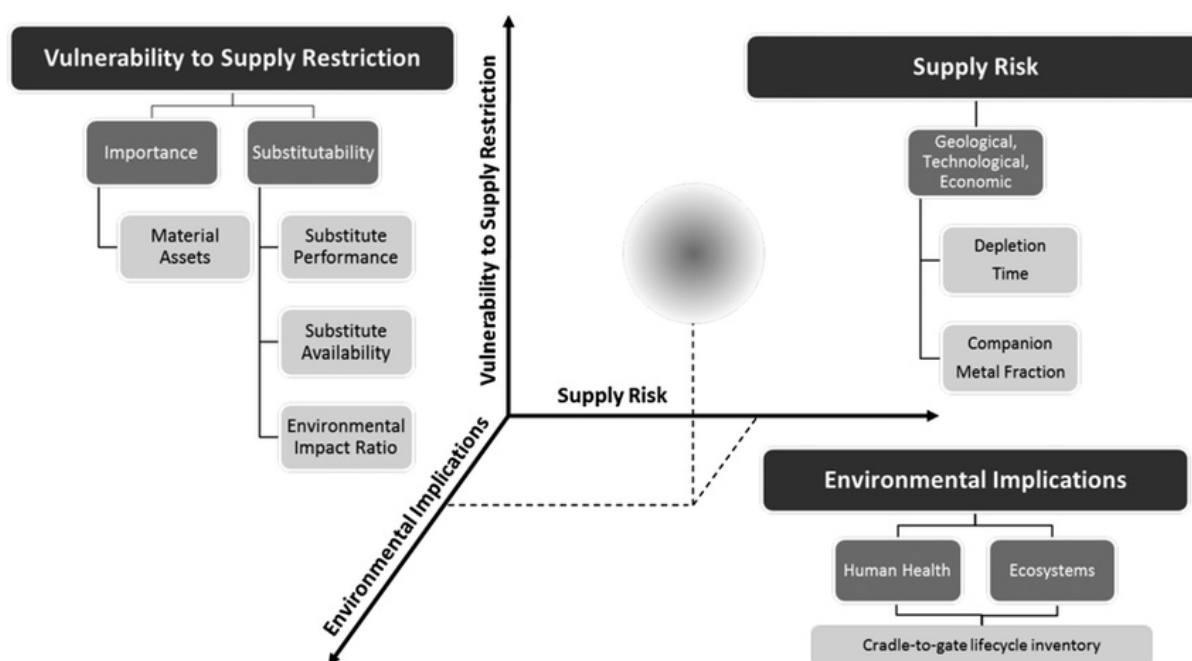 Vulnerability to Supply Restriction
Importance
Substitutability
Material
Assets
Substitute
Performance
Substitute
Availability
Environmental
Impact Ratio
Vulnerability to Supply Restriction
Supply Risk
Environmental Implications
Supply Risk
Geological,
Technological,
Economic
Depletion
Time
Companion
Metal Fraction
Environmental Implications
Human Health
Ecosystems
Cradle-to-gate lifecycle inventory